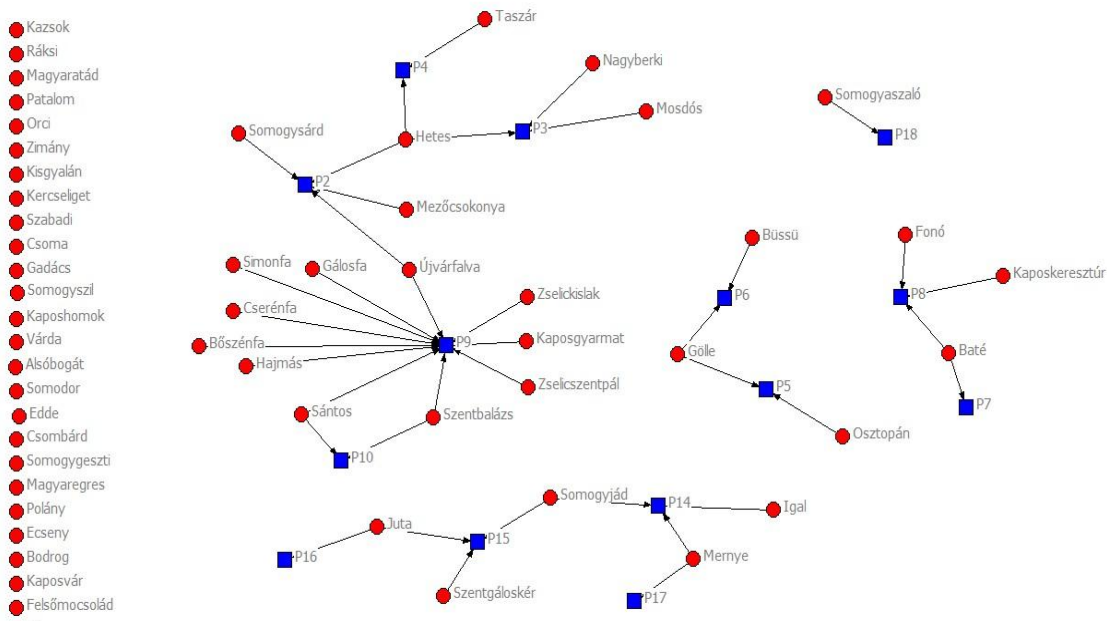 Kazsok
Ráksi
Magyaratád
Patalom
Orci
Zimány
Kisgyalán
Kercseliget
Szabadi
Csoma
Gadács
Somogyszil
Kaposhomok
Várda
Alsóbogát
Somodor
Edde
Csombárd
Somogygeszti
Magyaregres
Polány
Ecseny
Bodrog
Kaposvár
Felsőmocsolád
Taszár
P4
Nagyberki
Mosdós
Somogysárd
Hetes
P3
P2
Mezőcsokonya
Simonfa
Gálosfa
Újvárfalva
Cserénfa
Zselickislak
Bőszénfa
P9
Kaposgyarmat
Hajmás
Zselicszentpál
Sántos
Szentbalázs
P10
Somogyaszaló
P18
Büssü
Fonó
Kaposkeresztúr
P6
P8
Gölle
Baté
P5
P7
Osztopán
Somogyjád
P14
Igal
Juta
P15
P16
Mernye
Szentgáloskér
P17